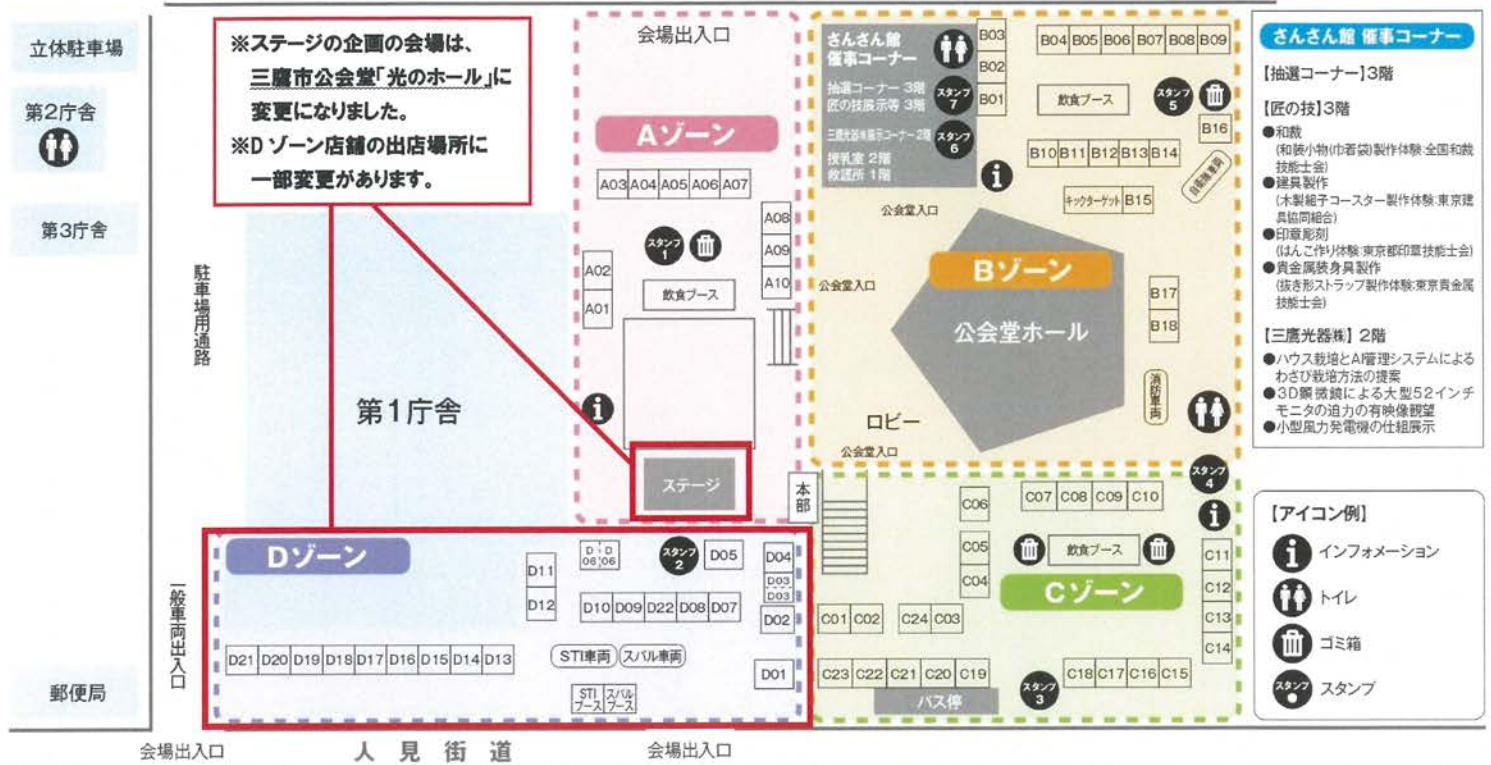 立体駐車場
第2庁舎
第3庁舎
郵便局
※ステージの企画の会場は、
三鷹市公会堂「光のホール」に
変更になりました。
※Dゾーン店舗の出店場所に
一部変更があります。
駐車場用通路
一般車両出入口
第1庁舎
会場出入口
Aゾーン
A03 A04 A05 A06 A07
A08
A09
A10
スタンプ
1
A02
A01
飲食ブース
ステージ
本部
さんさん館
催事コーナー
抽選コーナー 3階
匠の技展示等 3階
三鷹光器㈱展示コーナー 2階
授乳室 2階
救護所 1階
スタンプ
7
スタンプ
6
B03
B02
B01
B04 B05 B06 B07 B08 B09
飲食ブース
スタンプ
5
B16
B10 B11 B12 B13 B14
自衛隊車両
キックターゲット B15
公会堂入口
Bゾーン
公会堂入口
公会堂ホール
B17
B18
消防車両
ロビー
公会堂入口
スタンプ
4
C06
C07 C08 C09 C10
C05
C04
飲食ブース
C11
C12
C13
C14
Cゾーン
C01 C02 C24 C03
C23 C22 C21 C20 C19
バス停
スタンプ
3
C18 C17 C16 C15
Dゾーン
D11
D12
D D
06 06
スタンプ
2
D05
D04
D03
D03
D02
D01
D10 D09 D22 D08 D07
D21 D20 D19 D18 D17 D16 D15 D14 D13
STI車両 スバル車両
STI
ブース
スバル
ブース
会場出入口
人見街道
会場出入口
さんさん館 催事コーナー
【抽選コーナー】3階
【匠の技】3階
●和裁
(和装小物(巾着袋)製作体験:全国和裁
技能士会)
●建具製作
(木製組子コースター製作体験:東京建
具協同組合)
●印章彫刻
(はんこ作り体験:東京都印章技能士会)
●貴金属装身具製作
(抜き形ストラップ製作体験:東京貴金属
技能士会)
【三鷹光器㈱】2階
●ハウス栽培とAI管理システムによる
わさび栽培方法の提案
●3D顕微鏡による大型52インチ
モニタの迫力の有映像観望
●小型風力発電機の仕組展示
【アイコン例】
インフォメーション
トイレ
ゴミ箱
スタンプ
スタンプ